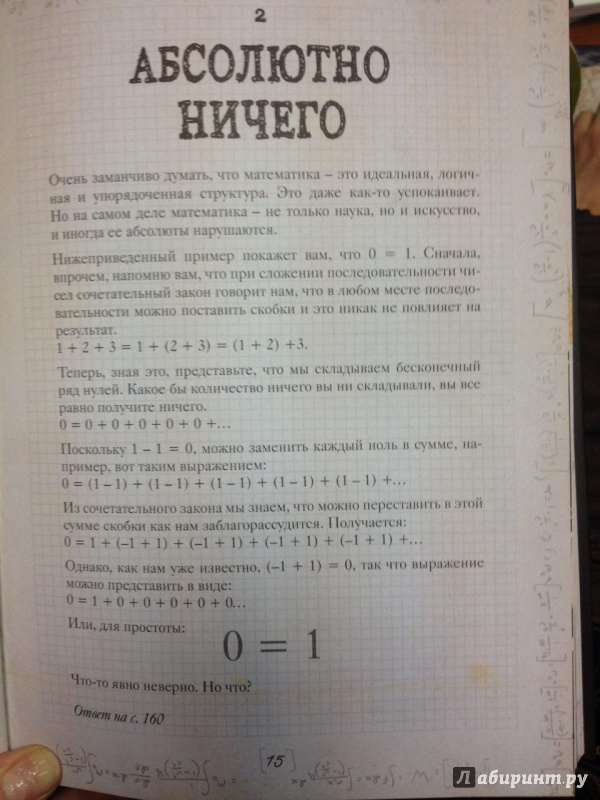 2
АБСОЛЮТНО
НИЧЕГО
Очень заманчиво думать, что математика – это идеальная, логич-
ная и упорядоченная структура. Это даже как-то успокаивает.
Но на самом деле математика – не только наука, но и искусство,
и иногда ее абсолюты нарушаются.
Нижеприведенный пример покажет вам, что 0 = 1. Сначала,
впрочем, напомню вам, что при сложении последовательности чи-
сел сочетательный закон говорит нам, что в любом месте последо-
вательности можно поставить скобки и это никак не повлияет на
результат.
1 + 2 + 3 = 1 + (2 + 3) = (1 + 2) +3.
Теперь, зная это, представьте, что мы складываем бесконечный
ряд нулей. Какое бы количество ничего вы ни складывали, вы все
равно получите ничего.
0 = 0 + 0 + 0 + 0 + 0 +...
Поскольку 1 – 1 = 0, можно заменить каждый ноль в сумме, на-
пример, вот таким выражением:
0 = (1 – 1) + (1 – 1) + (1 – 1) + (1 – 1) + (1 – 1) +...
Из сочетательного закона мы знаем, что можно переставить в этой
сумме скобки как нам заблагорассудится. Получается:
0 = 1 + (–1 + 1) + (–1 + 1) + (–1 + 1) + (–1 + 1) +...
Однако, как нам уже известно, (–1 + 1) = 0, так что выражение
можно представить в виде:
0 = 1 + 0 + 0 + 0 + 0 + 0...
Или, для простоты:
0 = 1
Что-то явно неверно. Но что?
Ответ на с. 160
15
Лабиринт.ру